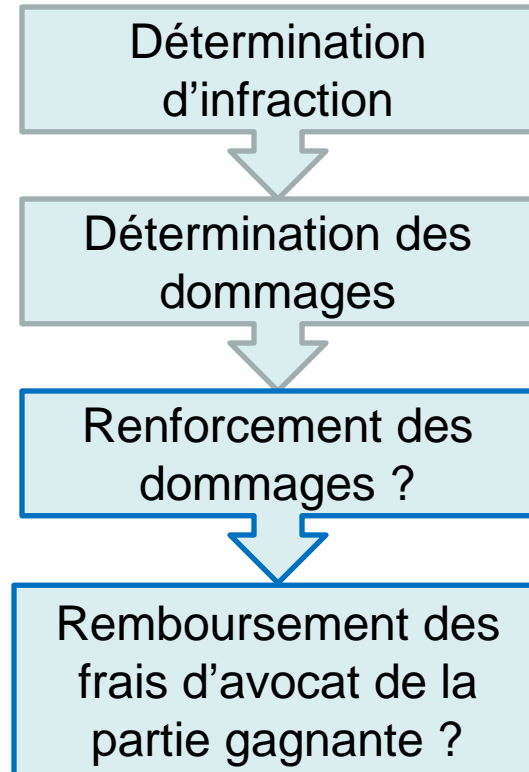 Détermination
d’infraction
Détermination des
dommages
Renforcement des
dommages ?
Remboursement des
frais d’avocat de la
partie gagnante ?